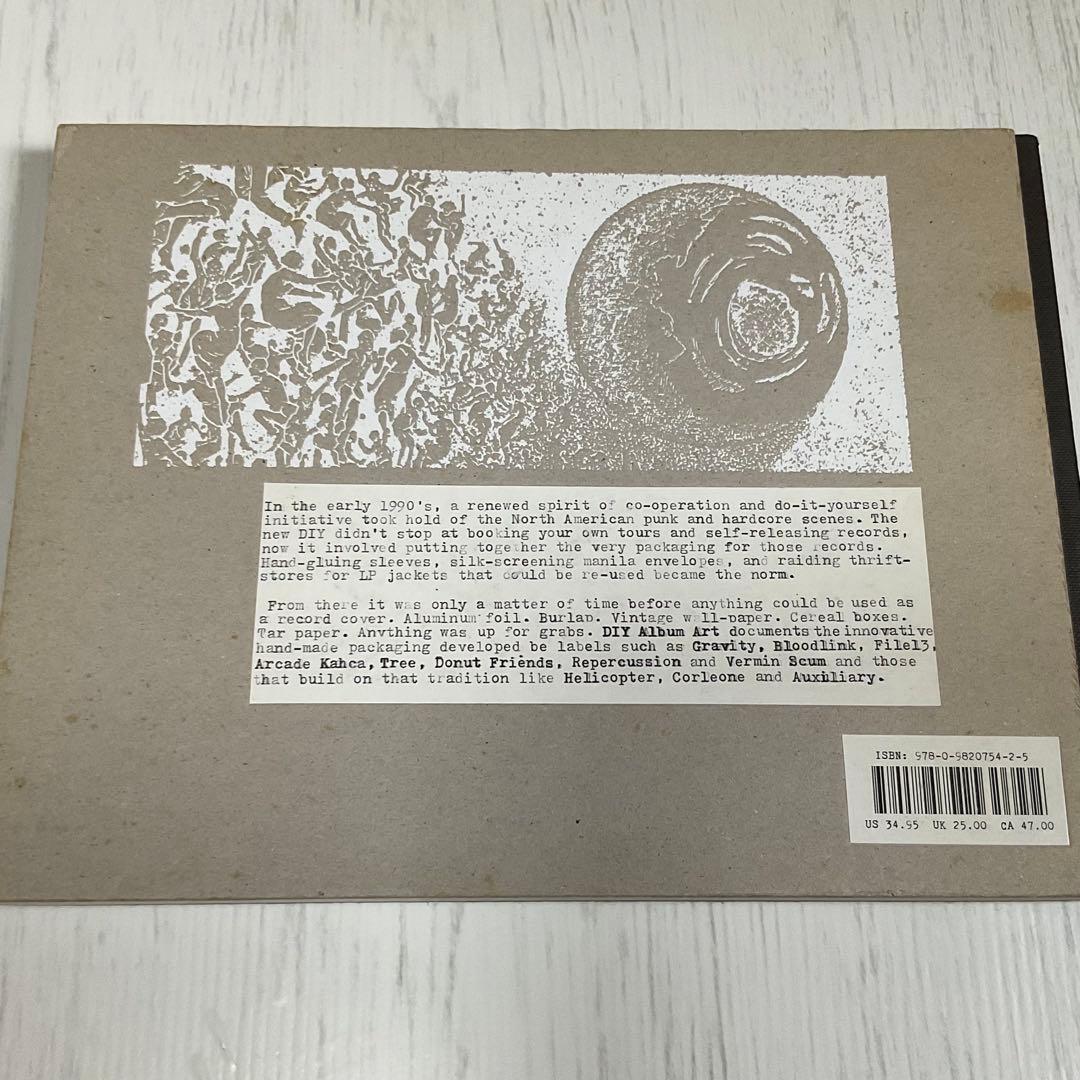 In the early 1990's, a renewed spirit of co-operation and do-it-yourself
initiative took hold of the North American punk and hardcore scenes. The
new DIY didn't stop at booking your own tours and self-releasing records,
now it involved putting together the very packaging for those records.
Hand-gluing sleeves, silk-screening manila envelopes, and raiding thrift-
stores for LP jackets that could be re-used became the norm.
From there it was only a matter of time before anything could be used as
a record cover. Aluminum foil. Burlap. Vintage wall-paper. Cereal boxes.
Tar paper. Anything was up for grabs. DIY Album Art documents the innovative
hand-made packaging developed be labels such as Gravity, Bloodlink, File13,
Arcade Kahca, Tree, Donut Friends, Repercussion and Vermin Scum and those
that build on that tradition like Helicopter, Corleone and Auxiliary.
ISBN: 978-0-9820754-2-5
US 34.95 UK 25.00 CA 47.00